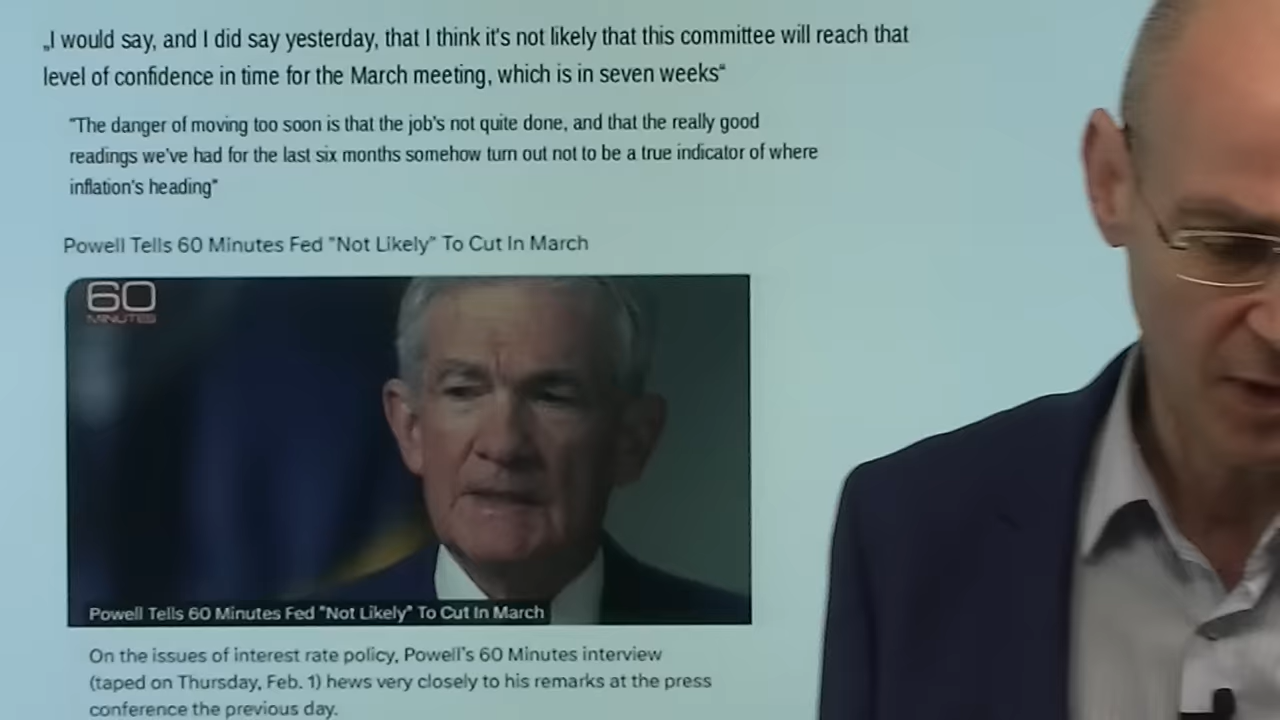 „I would say, and I did say yesterday, that I think it's not likely that this committee will reach that
level of confidence in time for the March meeting, which is in seven weeks“
"The danger of moving too soon is that the job's not quite done, and that the really good
readings we've had for the last six months somehow turn out not to be a true indicator of where
inflation's heading"
Powell Tells 60 Minutes Fed "Not Likely" To Cut In March
60
MINUTES
Powell Tells 60 Minutes Fed "Not Likely" To Cut In March
On the issues of interest rate policy, Powell's 60 Minutes interview
(taped on Thursday, Feb. 1) hews very closely to his remarks at the press
conference the previous day.